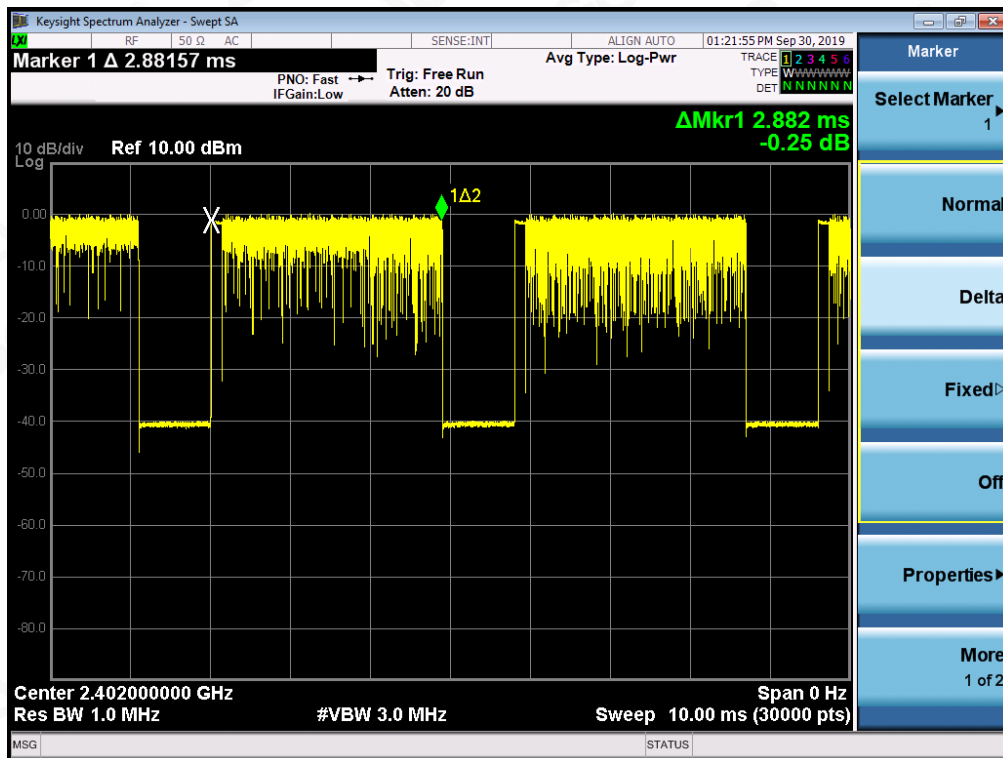 Keysight Spectrum Analyzer - Swept SA
LXI RF 50 Ω AC SENSE:INT ALIGN AUTO 01:21:55 PM Sep 30, 2019
Marker 1 Δ 2.88157 ms
PNO: Fast
IFGain:Low
Trig: Free Run
Atten: 20 dB
Avg Type: Log-Pwr
TRACE 1 2 3 4 5 6
TYPE WWWWWW
DET N N N N N N
ΔMkr1 2.882 ms
-0.25 dB
10 dB/div Ref 10.00 dBm
Log
1Δ2
0.00
-10.0
-20.0
-30.0
-40.0
-50.0
-60.0
-70.0
-80.0
Center 2.402000000 GHz Span 0 Hz
Res BW 1.0 MHz #VBW 3.0 MHz Sweep 10.00 ms (30000 pts)
MSG STATUS
Marker
Select Marker
1
Normal
Delta
Fixed
Off
Properties
More
1 of 2